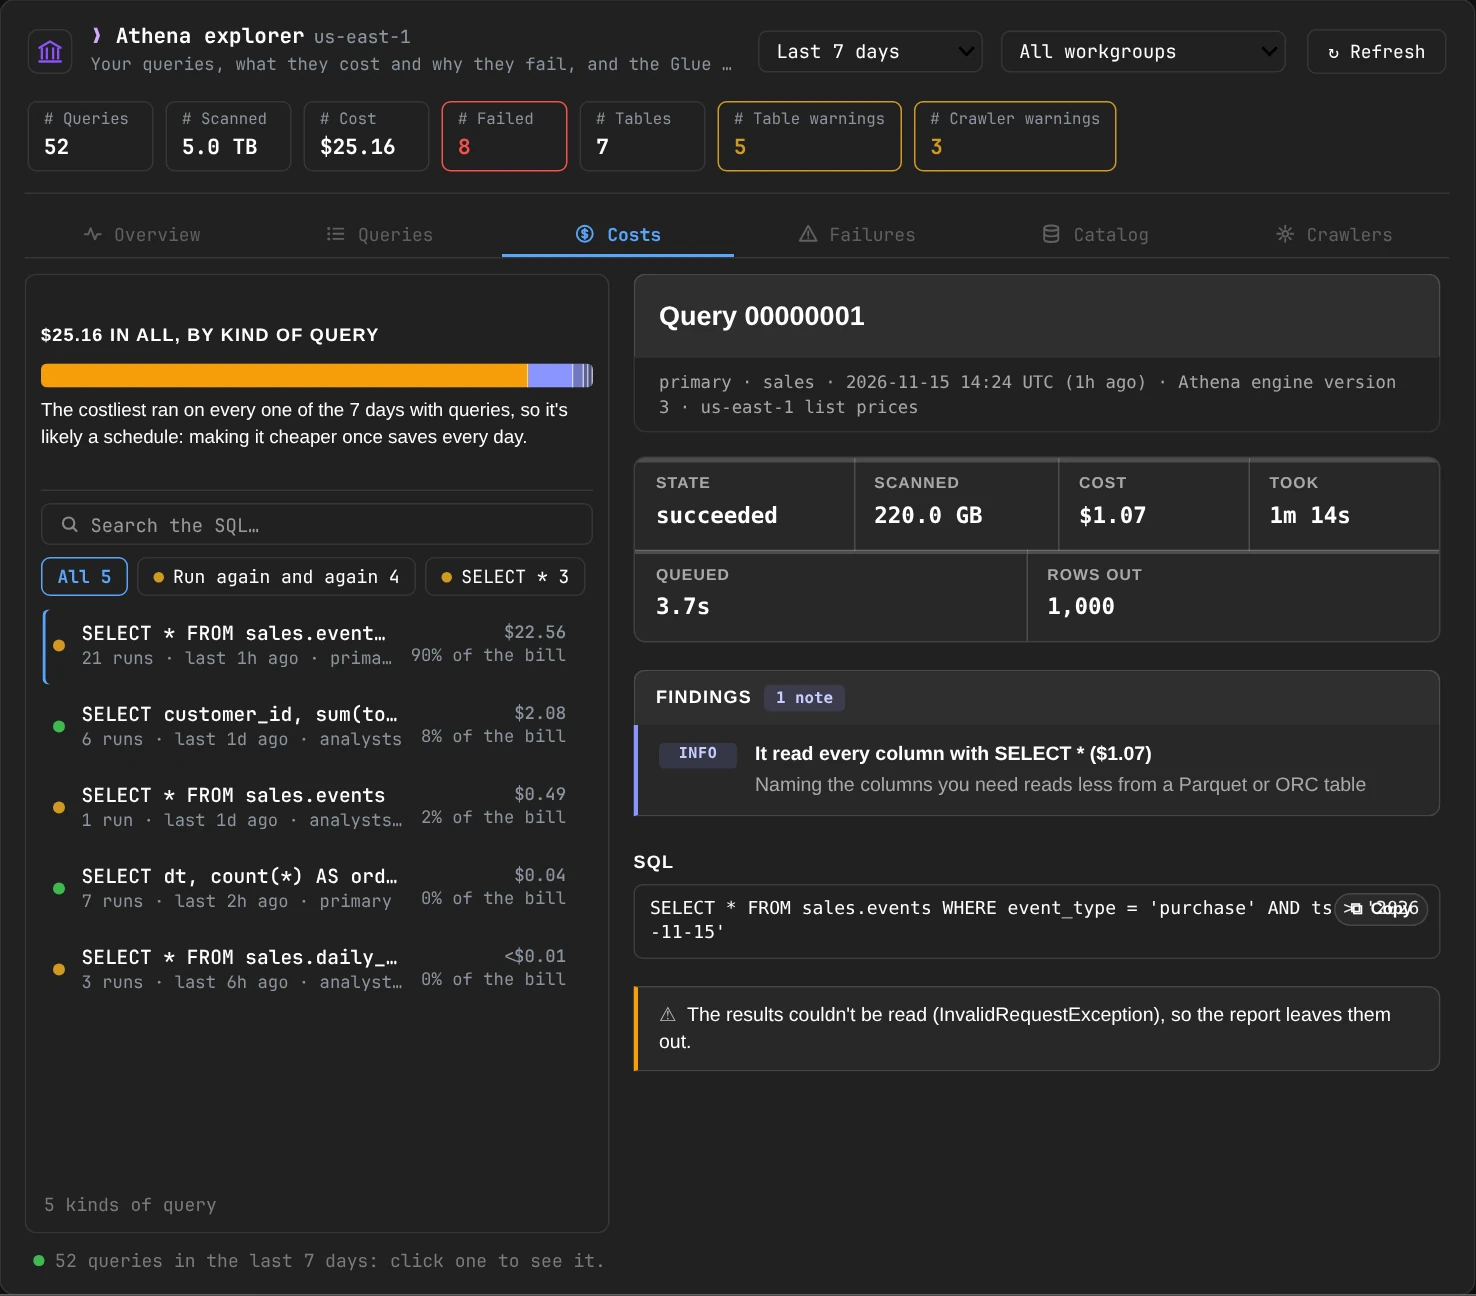 ❫ Athena explorer us-east-1
Your queries, what they cost and why they fail, and the Glue …
Last 7 days
All workgroups
↻ Refresh
# Queries
52
# Scanned
5.0 TB
# Cost
$25.16
# Failed
8
# Tables
7
# Table warnings
5
# Crawler warnings
3
Overview
Queries
Costs
Failures
Catalog
Crawlers
$25.16 IN ALL, BY KIND OF QUERY
The costliest ran on every one of the 7 days with queries, so it's
likely a schedule: making it cheaper once saves every day.
Search the SQL…
All 5
Run again and again 4
SELECT * 3
SELECT * FROM sales.event…
$22.56
21 runs · last 1h ago · prima…
90% of the bill
SELECT customer_id, sum(to…
$2.08
6 runs · last 1d ago · analysts
8% of the bill
SELECT * FROM sales.events
$0.49
1 run · last 1d ago · analysts…
2% of the bill
SELECT dt, count(*) AS ord…
$0.04
7 runs · last 2h ago · primary
0% of the bill
SELECT * FROM sales.daily_…
<$0.01
3 runs · last 6h ago · analyst…
0% of the bill
5 kinds of query
52 queries in the last 7 days: click one to see it.
Query 00000001
primary · sales · 2026-11-15 14:24 UTC (1h ago) · Athena engine version
3 · us-east-1 list prices
STATE
succeeded
SCANNED
220.0 GB
COST
$1.07
TOOK
1m 14s
QUEUED
3.7s
ROWS OUT
1,000
FINDINGS
1 note
INFO
It read every column with SELECT * ($1.07)
Naming the columns you need reads less from a Parquet or ORC table
SQL
SELECT * FROM sales.events WHERE event_type = 'purchase' AND ts > '2026
Copy
-11-15'
⚠ The results couldn't be read (InvalidRequestException), so the report leaves them
out.